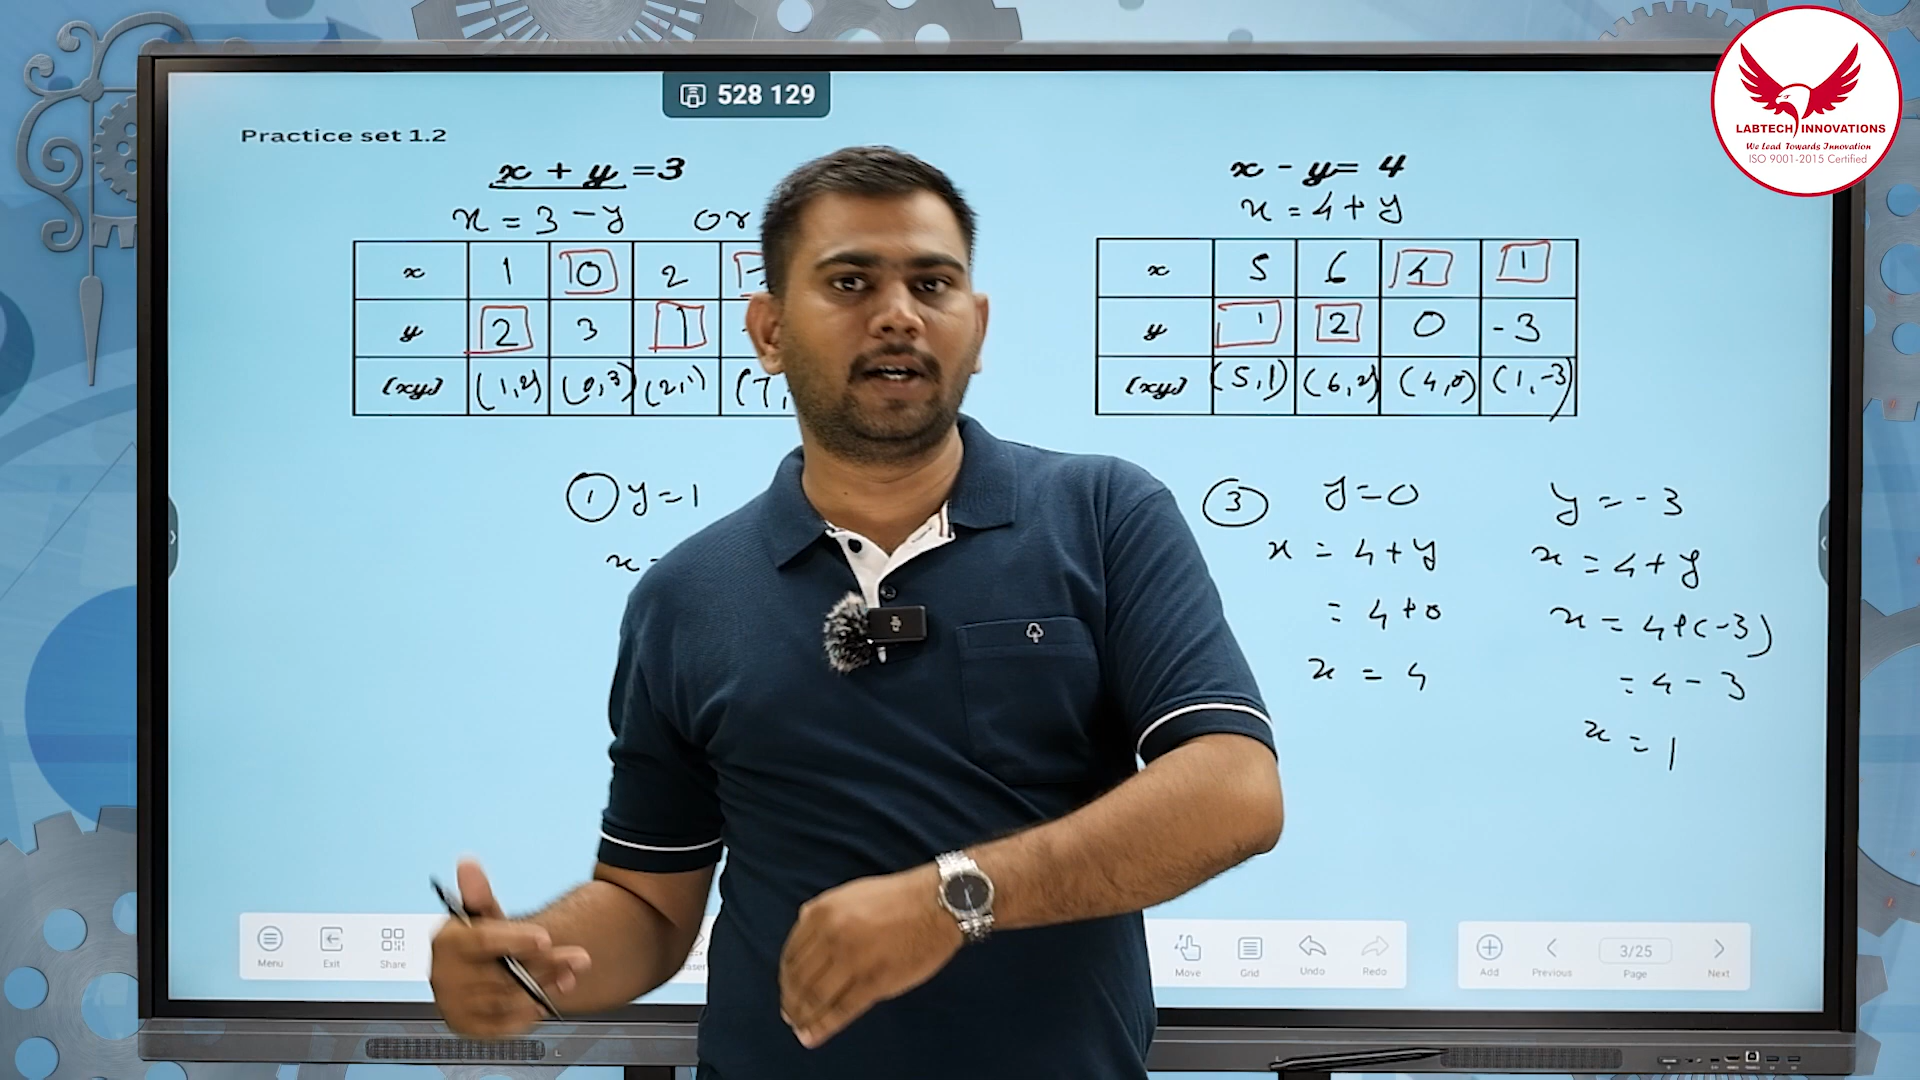 528 129
LABTECH INNOVATIONS
We Lead Towards Innovation
ISO 9001-2015 Certified
Practice set 1.2
x + y = 3
x = 3 - y or
x 1 0 2
y 2 3 1
(xy) (1,2) (0,3) (2,1) (7,
x - y = 4
x = 4 + y
x 5 6 4 1
y 1 2 0 -3
(xy) (5,1) (6,2) (4,0) (1,-3)
① y = 1
x =
③ y = 0
x = 4 + y
= 4 + 0
x = 4
y = -3
x = 4 + y
x = 4 + (-3)
= 4 - 3
x = 1
Menu Exit Share
Move Grid Undo Redo
3/25
Add Previous Page Next